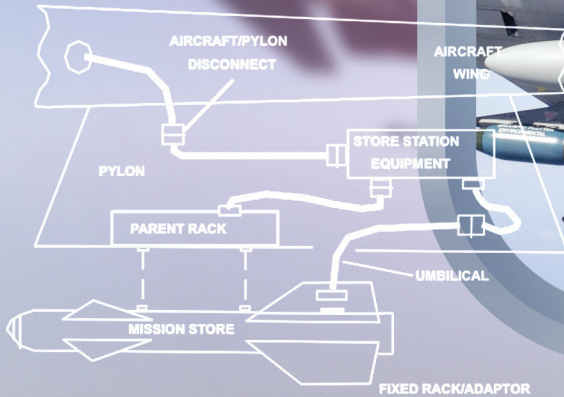 AIRCRAFT/PYLON
DISCONNECT
AIRCRAFT
WING
STORE STATION
EQUIPMENT
PYLON
PARENT RACK
UMBILICAL
MISSION STORE
FIXED RACK/ADAPTOR